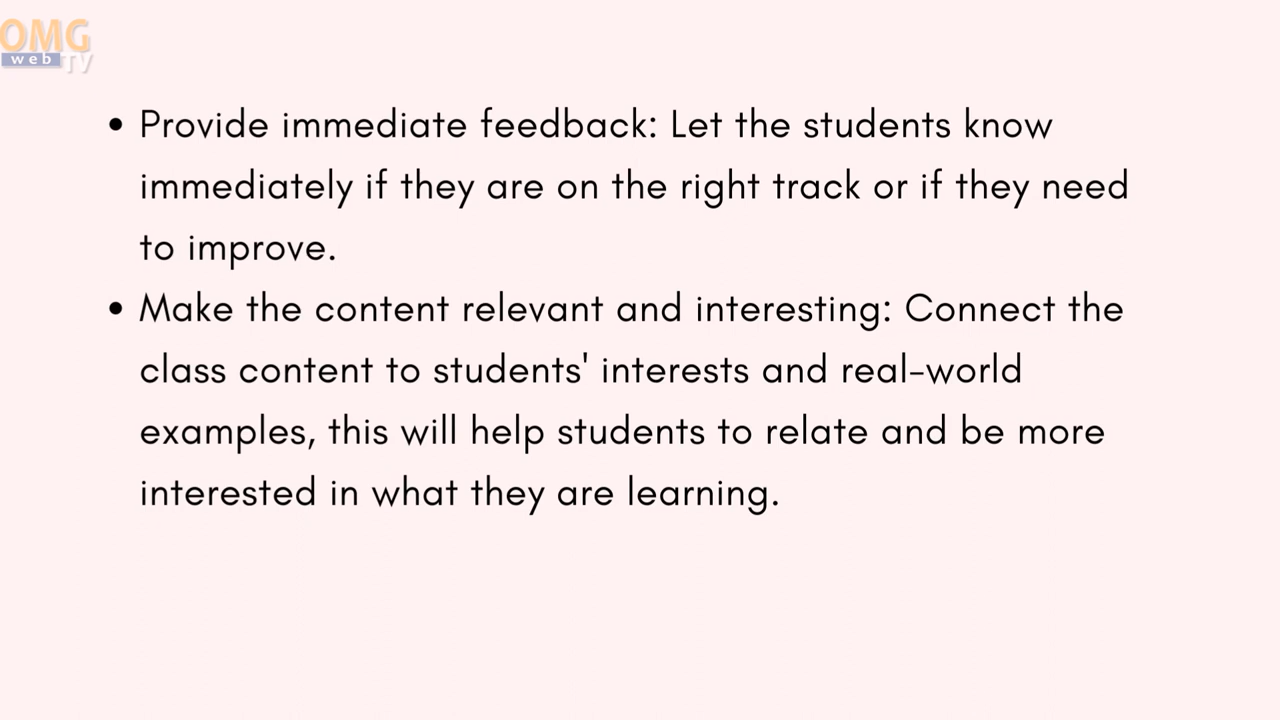 OMG
web TV
• Provide immediate feedback: Let the students know
immediately if they are on the right track or if they need
to improve.
• Make the content relevant and interesting: Connect the
class content to students' interests and real-world
examples, this will help students to relate and be more
interested in what they are learning.